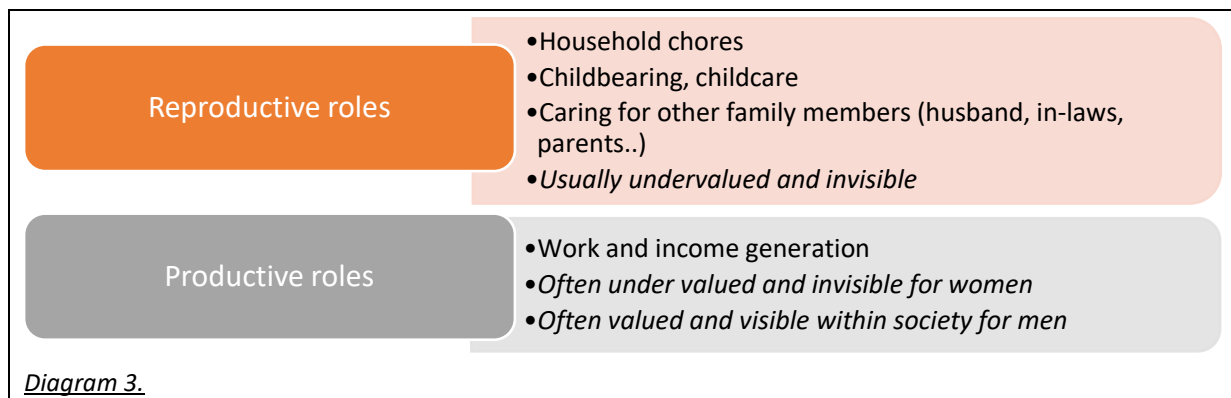 Reproductive roles
•Household chores
•Childbearing, childcare
•Caring for other family members (husband, in-laws,
parents..)
•Usually undervalued and invisible
Productive roles
•Work and income generation
•Often under valued and invisible for women
•Often valued and visible within society for men
Diagram 3.